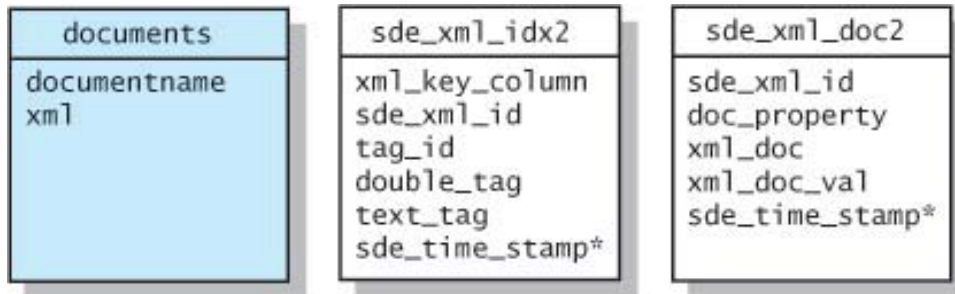 documents
documentname
xml
sde_xml_idx2
xml_key_column
sde_xml_id
tag_id
double_tag
text_tag
sde_time_stamp*
sde_xml_doc2
sde_xml_id
doc_property
xml_doc
xml_doc_val
sde_time_stamp*